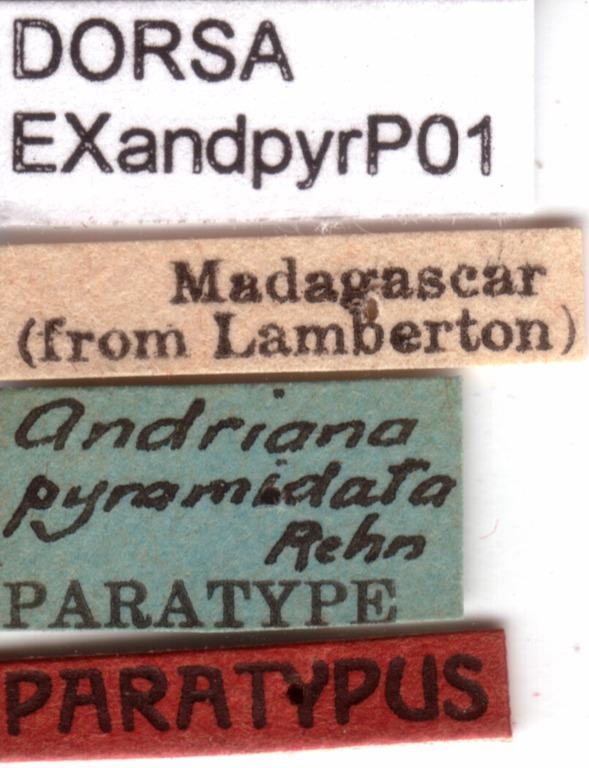 DORSA
EXandpyrP01
Madagascar
(from Lamberton)
Andriana
pyramidata
Rehn
PARATYPE
PARATYPUS